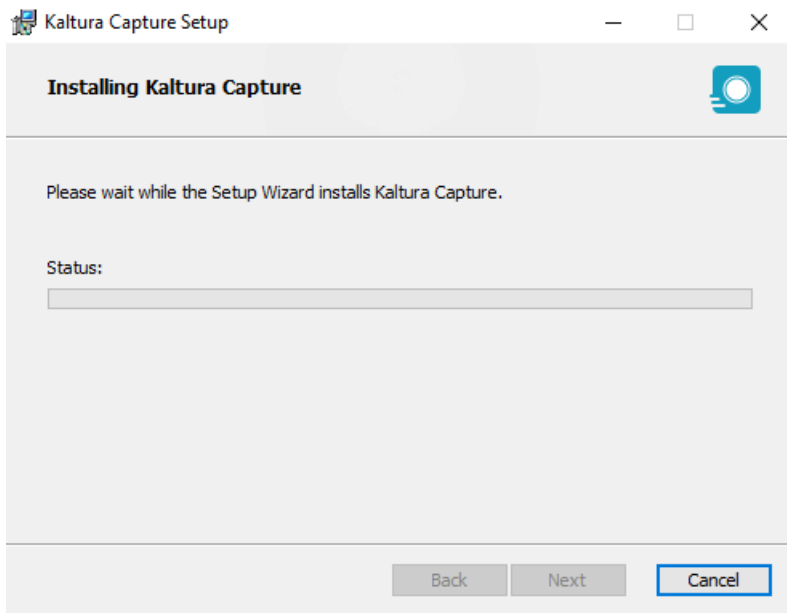 Kaltura Capture Setup
Installing Kaltura Capture
Please wait while the Setup Wizard installs Kaltura Capture.
Status:
Back Next Cancel